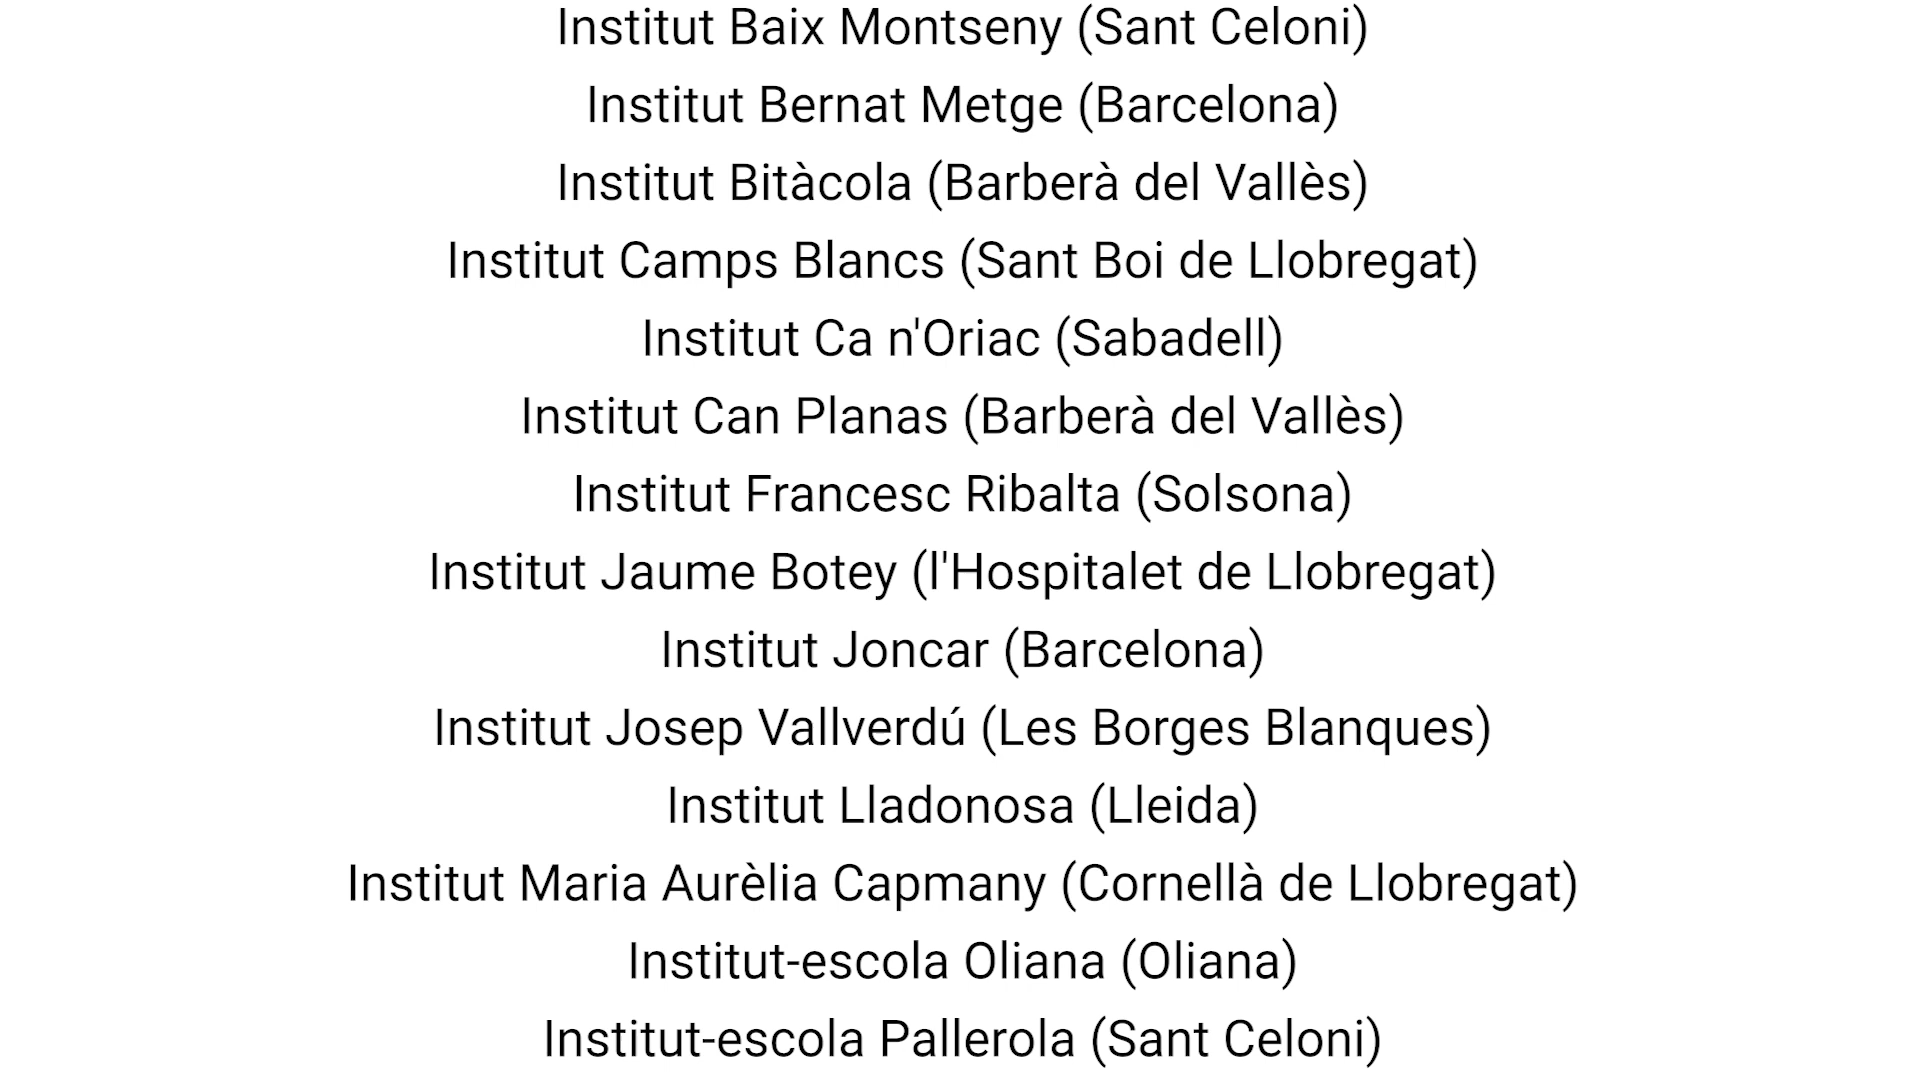 Institut Baix Montseny (Sant Celoni)
Institut Bernat Metge (Barcelona)
Institut Bitàcola (Barberà del Vallès)
Institut Camps Blancs (Sant Boi de Llobregat)
Institut Ca n'Oriac (Sabadell)
Institut Can Planas (Barberà del Vallès)
Institut Francesc Ribalta (Solsona)
Institut Jaume Botey (l'Hospitalet de Llobregat)
Institut Joncar (Barcelona)
Institut Josep Vallverdú (Les Borges Blanques)
Institut Lladonosa (Lleida)
Institut Maria Aurèlia Capmany (Cornellà de Llobregat)
Institut-escola Oliana (Oliana)
Institut-escola Pallerola (Sant Celoni)